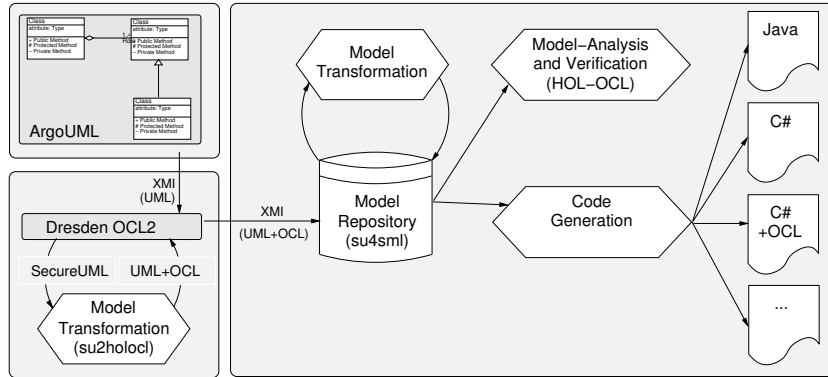 Class
attribute: Type
+ Public Method
# Protected Method
− Private Method
Class
attribute: Type
+ Public Method
# Protected Method
− Private Method
Class
attribute: Type
+ Public Method
# Protected Method
− Private Method
ArgoUML
XMI
(UML)
Dresden OCL2
SecureUML
UML+OCL
Model
Transformation
(su2holocl)
XMI
(UML+OCL)
Model
Transformation
Model
Repository
(su4sml)
Model−Analysis
and Verification
(HOL−OCL)
Code
Generation
Java
C#
C#
+OCL
...